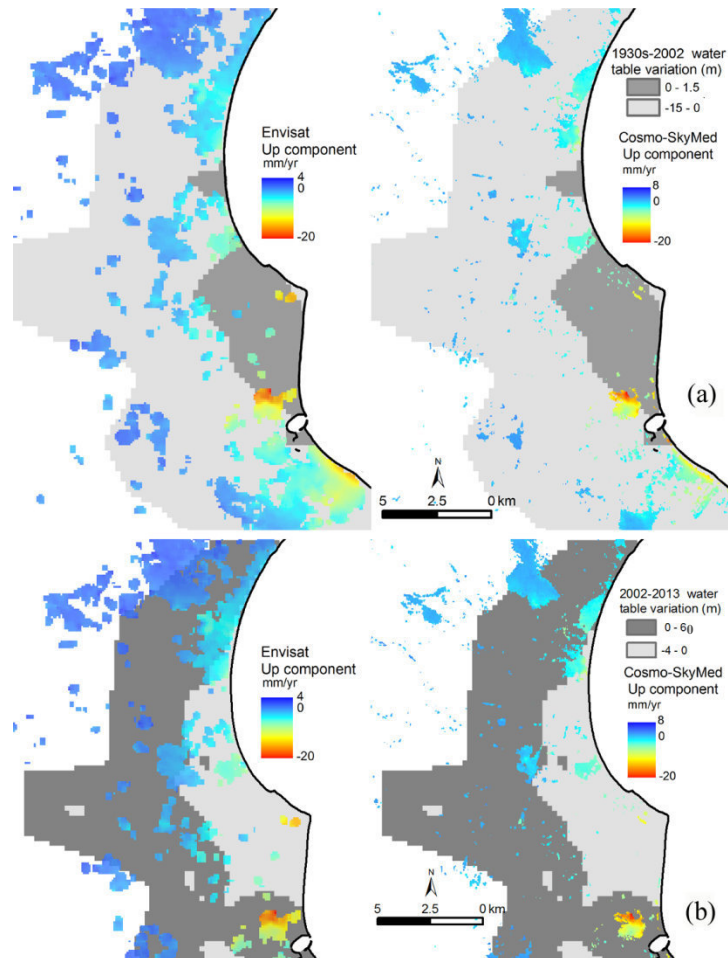 1930s-2002 water
table variation (m)
0 - 1.5
-15 - 0
Envisat
Up component
mm/yr
4
0
-20
Cosmo-SkyMed
Up component
mm/yr
8
0
-20
(a)
N
5 2.5 0 km
2002-2013 water
table variation (m)
0 - 60
-4 - 0
Envisat
Up component
mm/yr
4
0
-20
Cosmo-SkyMed
Up component
mm/yr
8
0
-20
N
5 2.5 0 km
(b)